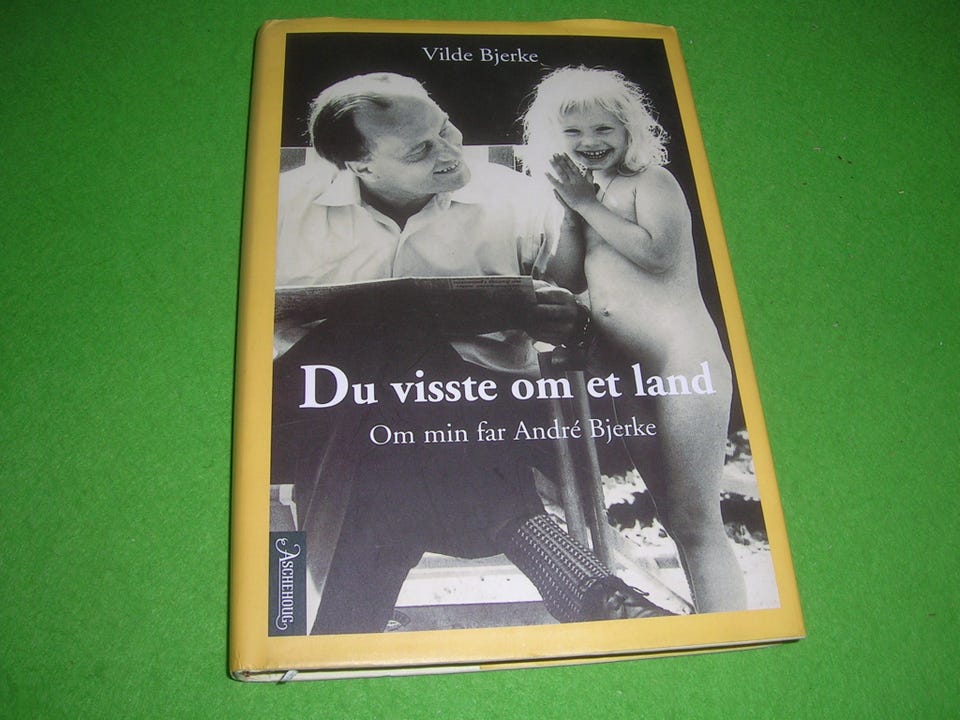 Vilde Bjerke
Du visste om et land
Om min far André Bjerke
ASCHEHOUG